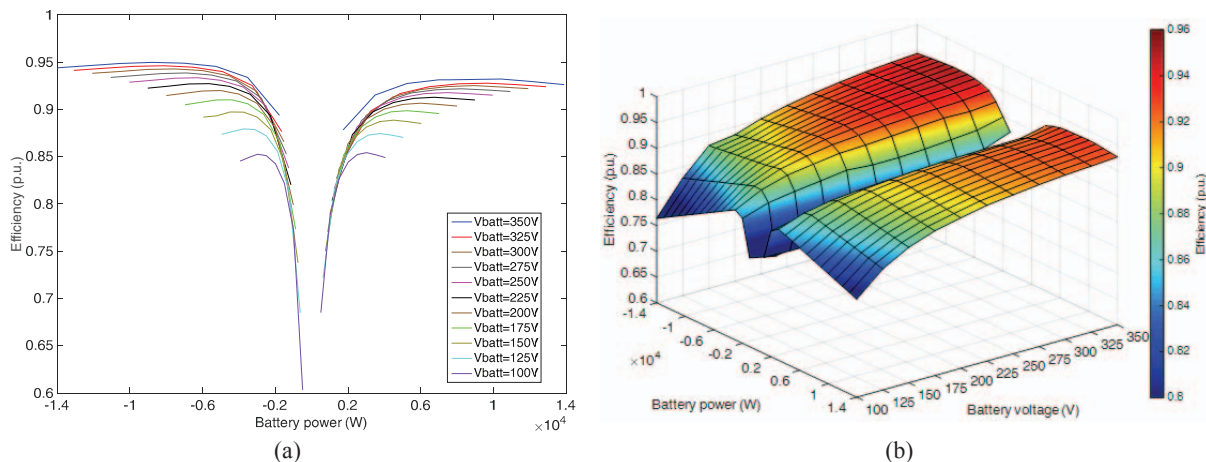 1
0.95
0.9
0.85
0.8
0.75
0.7
0.65
0.6
Efficiency (p.u.)
-1.4
-1
-0.6
-0.2
0.2
0.6
1
1.4
×10⁴
Battery power (W)
Vbatt=350V
Vbatt=325V
Vbatt=300V
Vbatt=275V
Vbatt=250V
Vbatt=225V
Vbatt=200V
Vbatt=175V
Vbatt=150V
Vbatt=125V
Vbatt=100V
(a)
1
0.95
0.9
0.85
0.8
0.75
0.7
0.65
0.6
Efficiency (p.u.)
-1.4
-1
-0.6
-0.2
0.2
0.6
1
1.4
×10⁴
Battery power (W)
100
125
150
175
200
225
250
275
300
325
350
Battery voltage (V)
0.96
0.94
0.92
0.9
0.88
0.86
0.84
0.82
0.8
Efficiency (p.u.)
(b)